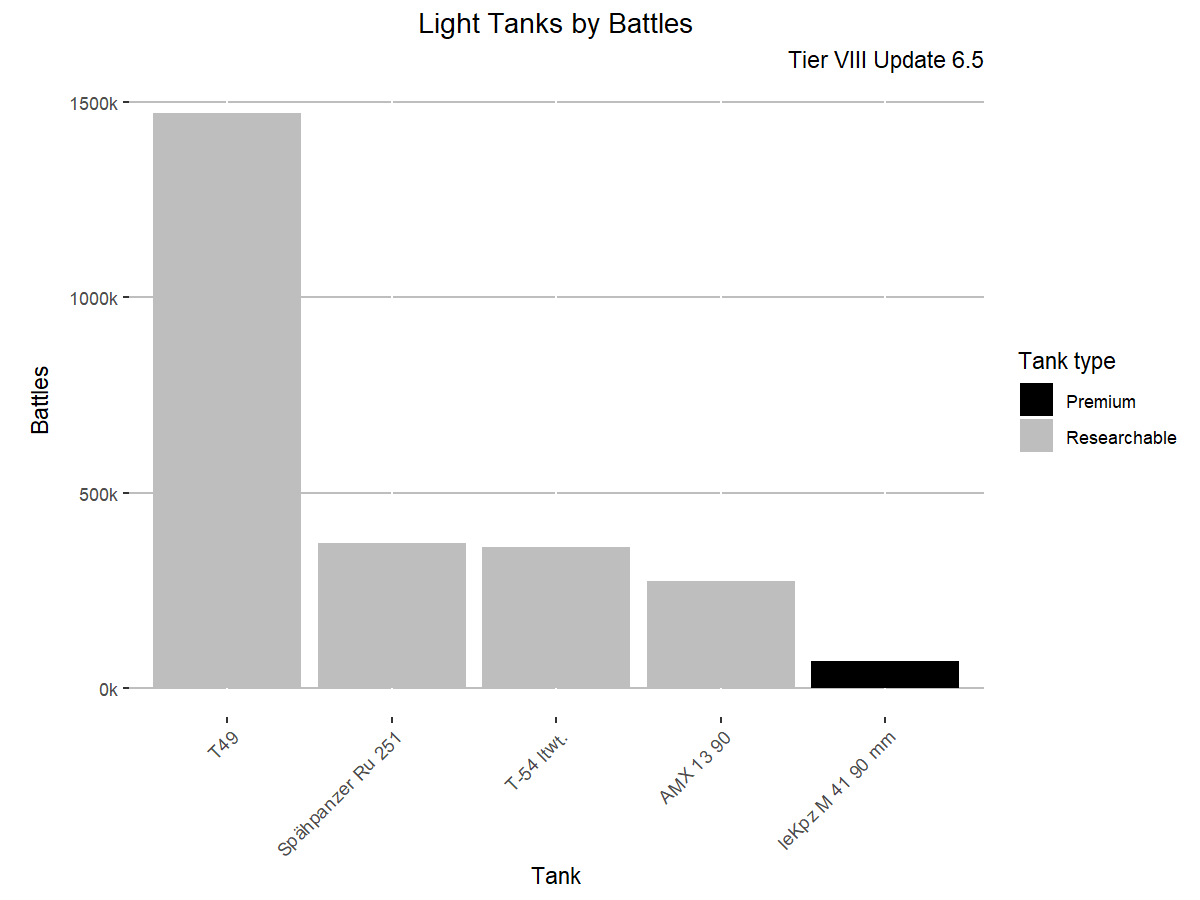 Light Tanks by Battles
Tier VIII Update 6.5
Battles
1500k
1000k
500k
0k
T49
Spähpanzer Ru 251
T-54 ltwt.
AMX 13 90
leKpz M 41 90 mm
Tank
Tank type
Premium
Researchable